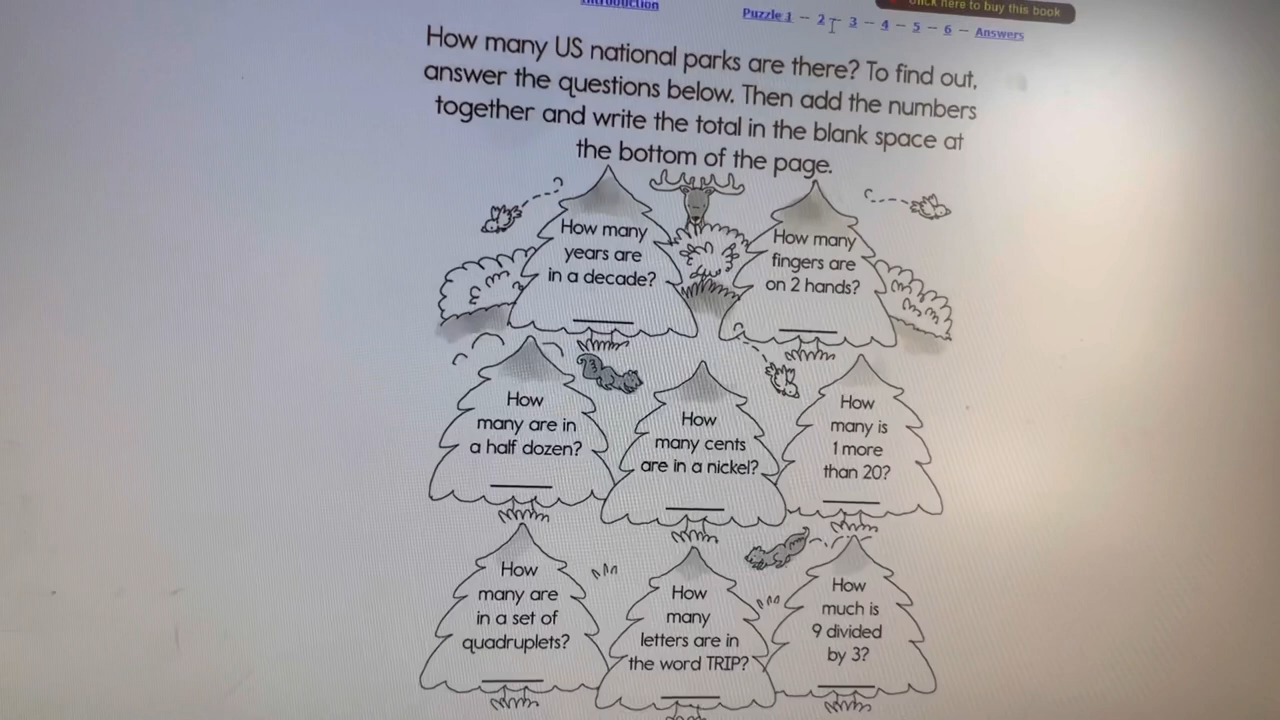 Introduction
Click here to buy this book
Puzzle 1 - 2 - 3 - 4 - 5 - 6 - Answers
How many US national parks are there? To find out,
answer the questions below. Then add the numbers
together and write the total in the blank space at
the bottom of the page.
How many
years are
in a decade?
How many
fingers are
on 2 hands?
How
many are in
a half dozen?
How
many cents
are in a nickel?
How
many is
1 more
than 20?
How
many are
in a set of
quadruplets?
How
many
letters are in
the word TRIP?
How
much is
9 divided
by 3?